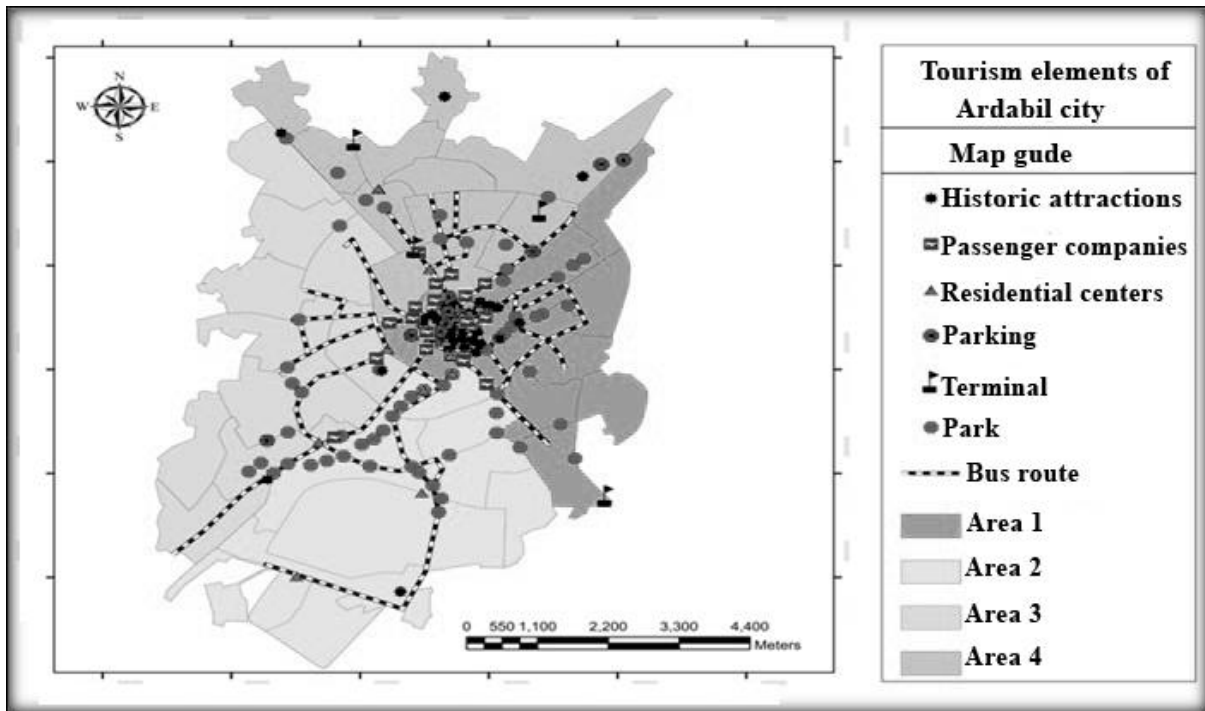 N
W E
S
0 550 1,100 2,200 3,300 4,400
Meters
Tourism elements of
Ardabil city
Map gude
Historic attractions
Passenger companies
Residential centers
Parking
Terminal
Park
Bus route
Area 1
Area 2
Area 3
Area 4